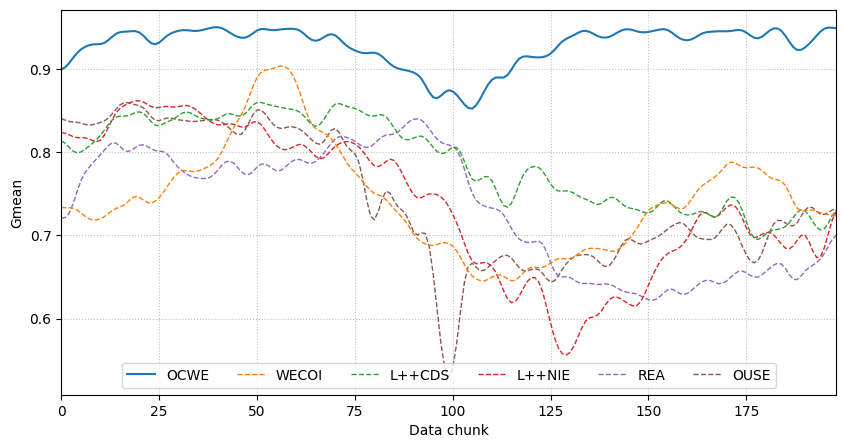 Gmean
0.9
0.8
0.7
0.6
OCWE WECOI L++CDS L++NIE REA OUSE
0 25 50 75 100 125 150 175
Data chunk